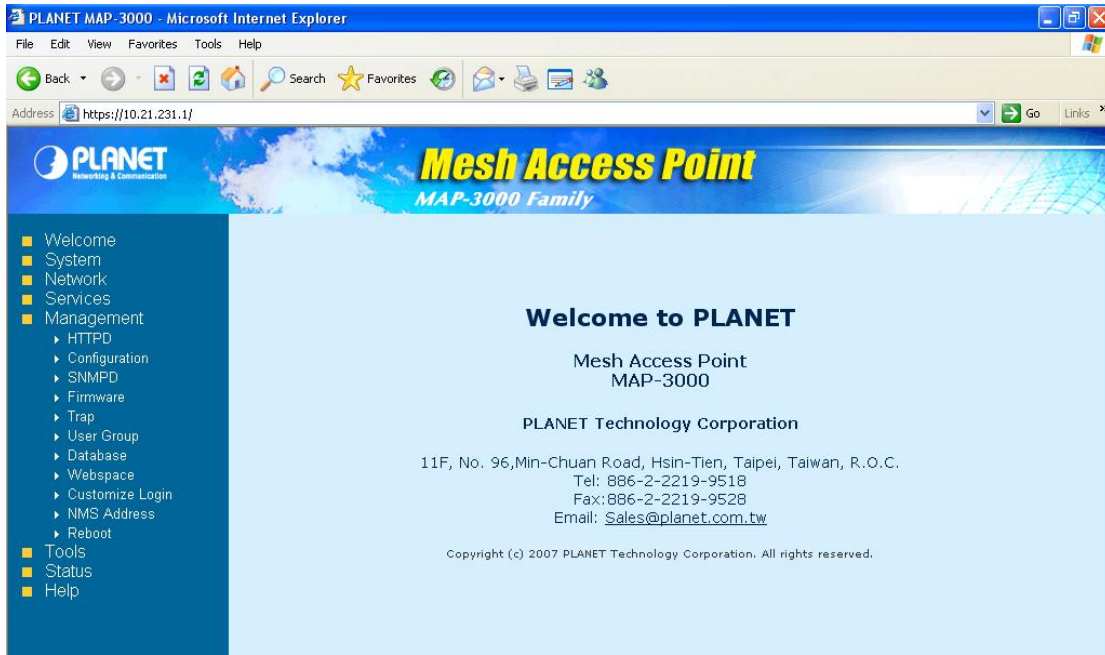 PLANET MAP-3000 - Microsoft Internet Explorer
File Edit View Favorites Tools Help
Back Search Favorites
Address https://10.21.231.1/ Go Links »
PLANET
Networking & Communication
Mesh Access Point
MAP-3000 Family
Welcome
System
Network
Services
Management
HTTPD
Configuration
SNMPD
Firmware
Trap
User Group
Database
Webspace
Customize Login
NMS Address
Reboot
Tools
Status
Help
Welcome to PLANET
Mesh Access Point
MAP-3000
PLANET Technology Corporation
11F, No. 96,Min-Chuan Road, Hsin-Tien, Taipei, Taiwan, R.O.C.
Tel: 886-2-2219-9518
Fax:886-2-2219-9528
Email: Sales@planet.com.tw
Copyright (c) 2007 PLANET Technology Corporation. All rights reserved.